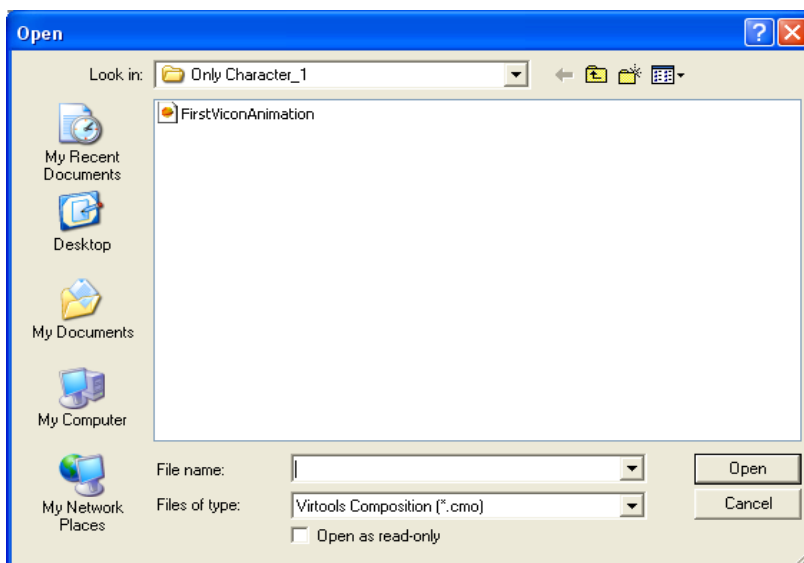 Open
Look in: Only Character_1
FirstViconAnimation
My Recent
Documents
Desktop
My Documents
My Computer
My Network
Places
File name:
Open
Files of type: Virtools Composition (*.cmo)
Cancel
Open as read-only